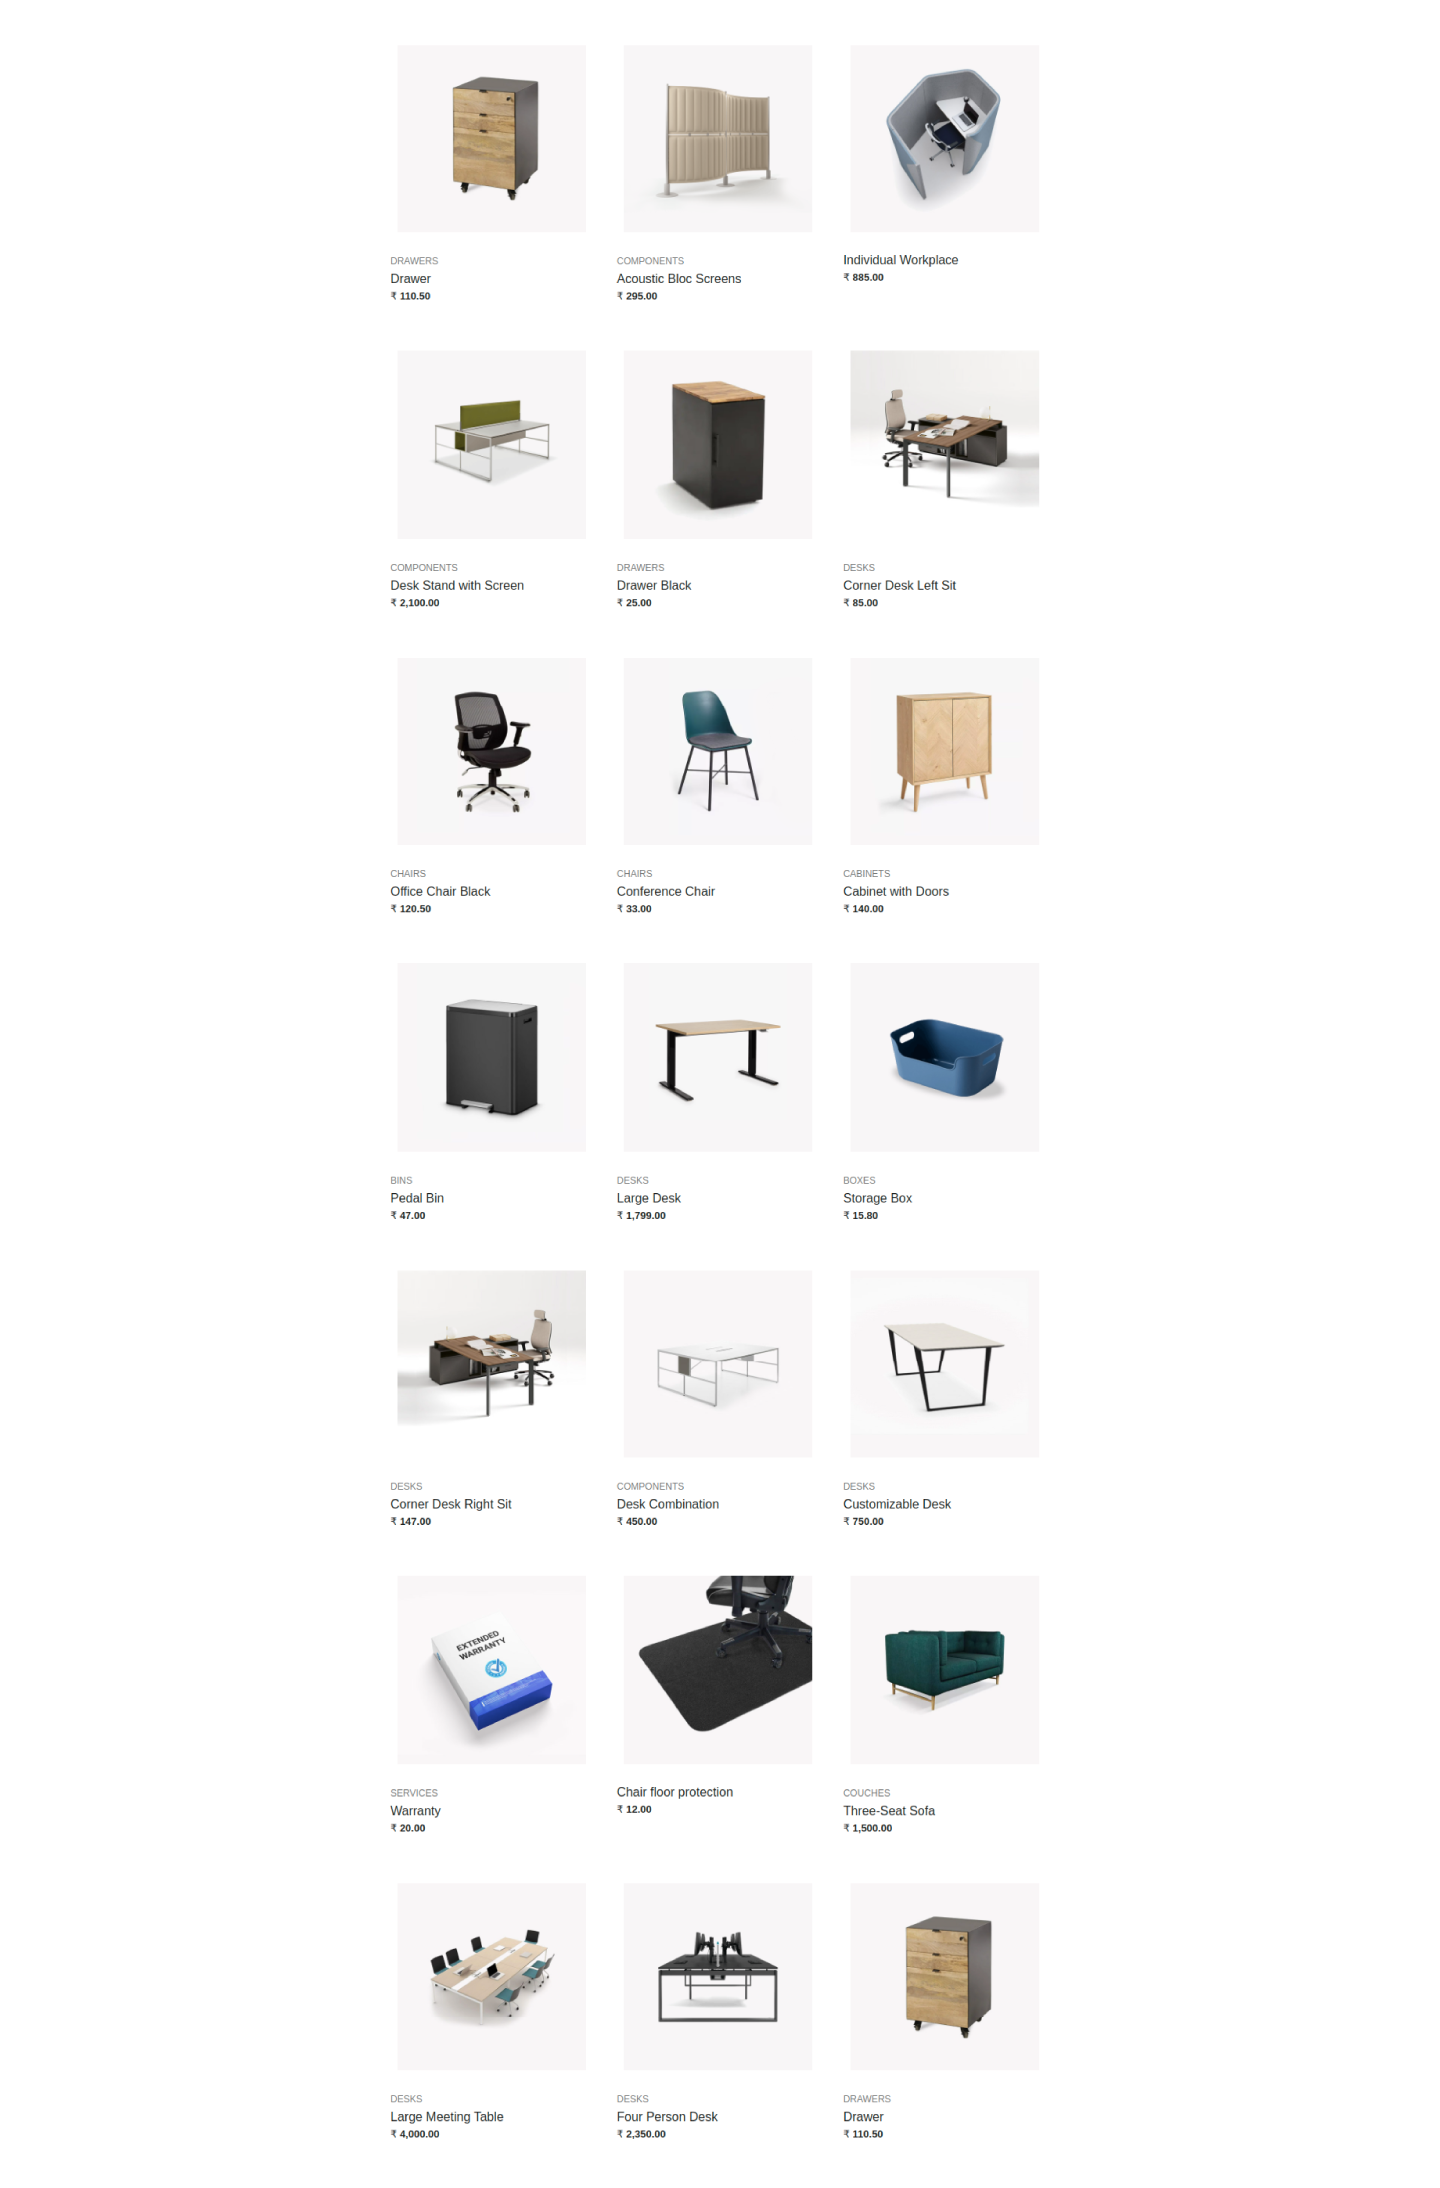 DRAWERS
Drawer
₹ 110.50
COMPONENTS
Acoustic Bloc Screens
₹ 295.00
Individual Workplace
₹ 885.00
COMPONENTS
Desk Stand with Screen
₹ 2,100.00
DRAWERS
Drawer Black
₹ 25.00
DESKS
Corner Desk Left Sit
₹ 85.00
CHAIRS
Office Chair Black
₹ 120.50
CHAIRS
Conference Chair
₹ 33.00
CABINETS
Cabinet with Doors
₹ 140.00
BINS
Pedal Bin
₹ 47.00
DESKS
Large Desk
₹ 1,799.00
BOXES
Storage Box
₹ 15.80
DESKS
Corner Desk Right Sit
₹ 147.00
COMPONENTS
Desk Combination
₹ 450.00
DESKS
Customizable Desk
₹ 750.00
EXTENDED
WARRANTY
SERVICES
Warranty
₹ 20.00
Chair floor protection
₹ 12.00
COUCHES
Three-Seat Sofa
₹ 1,500.00
DESKS
Large Meeting Table
₹ 4,000.00
DESKS
Four Person Desk
₹ 2,350.00
DRAWERS
Drawer
₹ 110.50